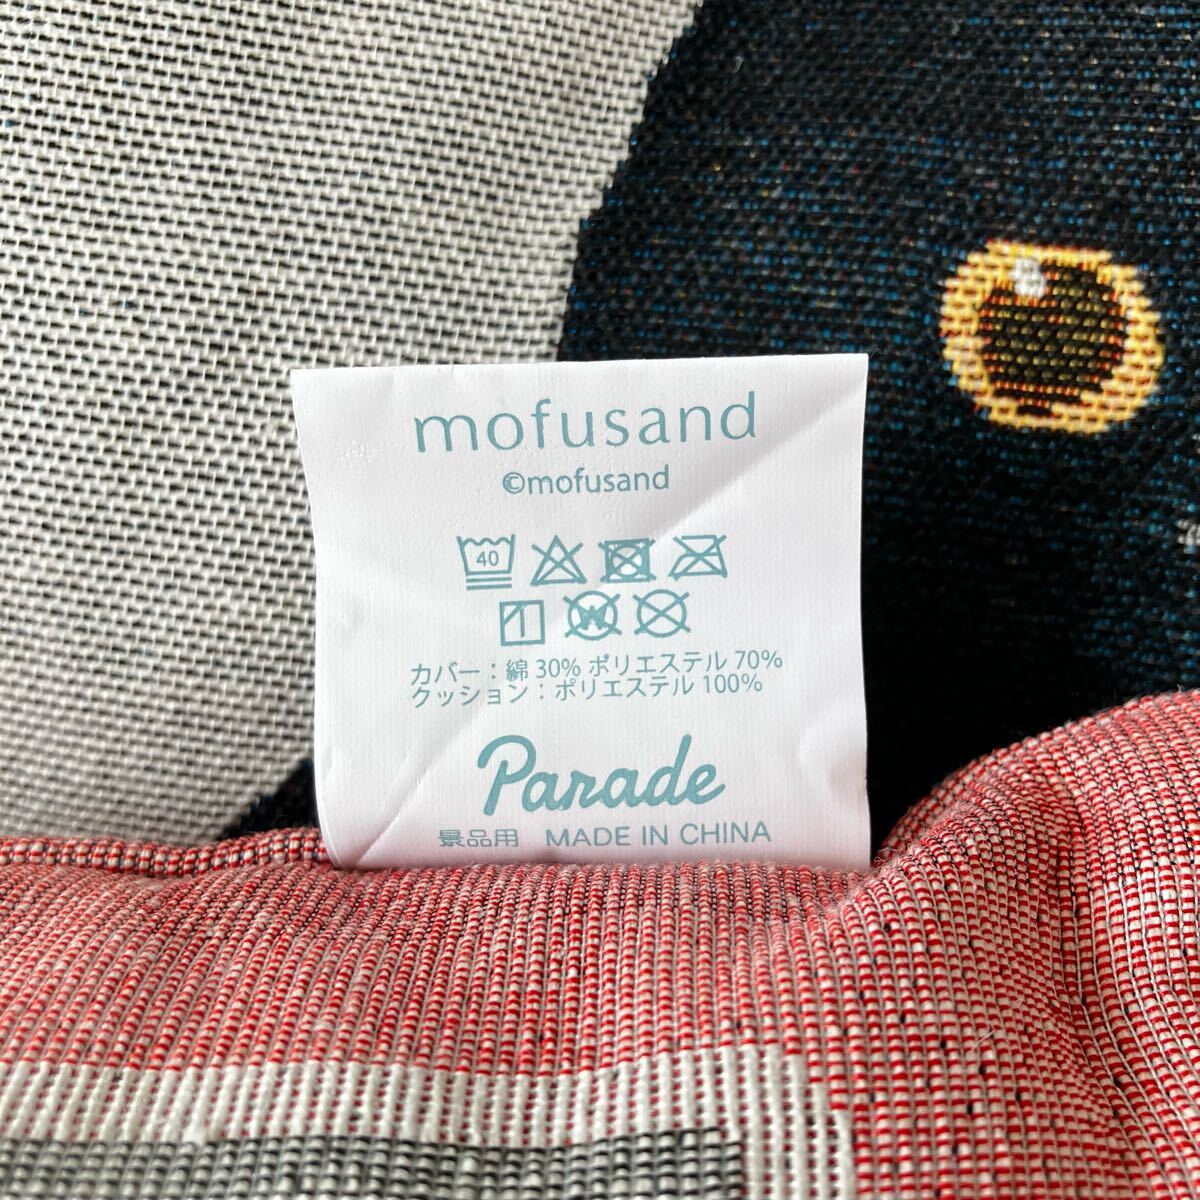 mofusand
©mofusand
40
W
カバー：綿 30% ポリエステル 70%
クッション：ポリエステル 100%
Parade
景品用 MADE IN CHINA